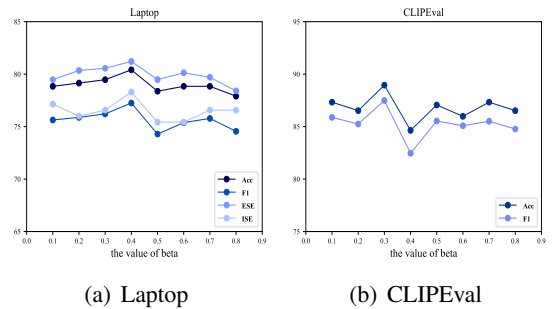 Laptop
85
80
75
70
65
0.0 0.1 0.2 0.3 0.4 0.5 0.6 0.7 0.8 0.9
the value of beta
Acc
F1
ESE
ISE
(a) Laptop
CLIPEval
95
90
85
80
75
0.0 0.1 0.2 0.3 0.4 0.5 0.6 0.7 0.8 0.9
the value of beta
Acc
F1
(b) CLIPEval